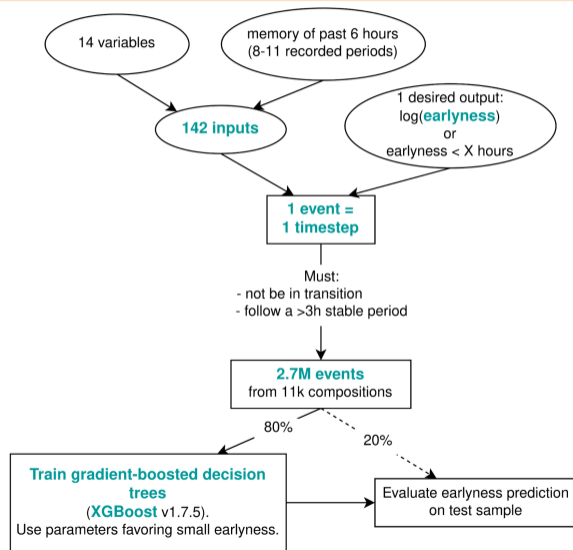 14 variables
memory of past 6 hours
(8-11 recorded periods)
142 inputs
1 desired output:
log(earlyness)
or
earlyness < X hours
1 event =
1 timestep
Must:
- not be in transition
- follow a >3h stable period
2.7M events
from 11k compositions
80%
20%
Train gradient-boosted decision
trees
(XGBoost v1.7.5).
Use parameters favoring small earlyness.
Evaluate earlyness prediction
on test sample